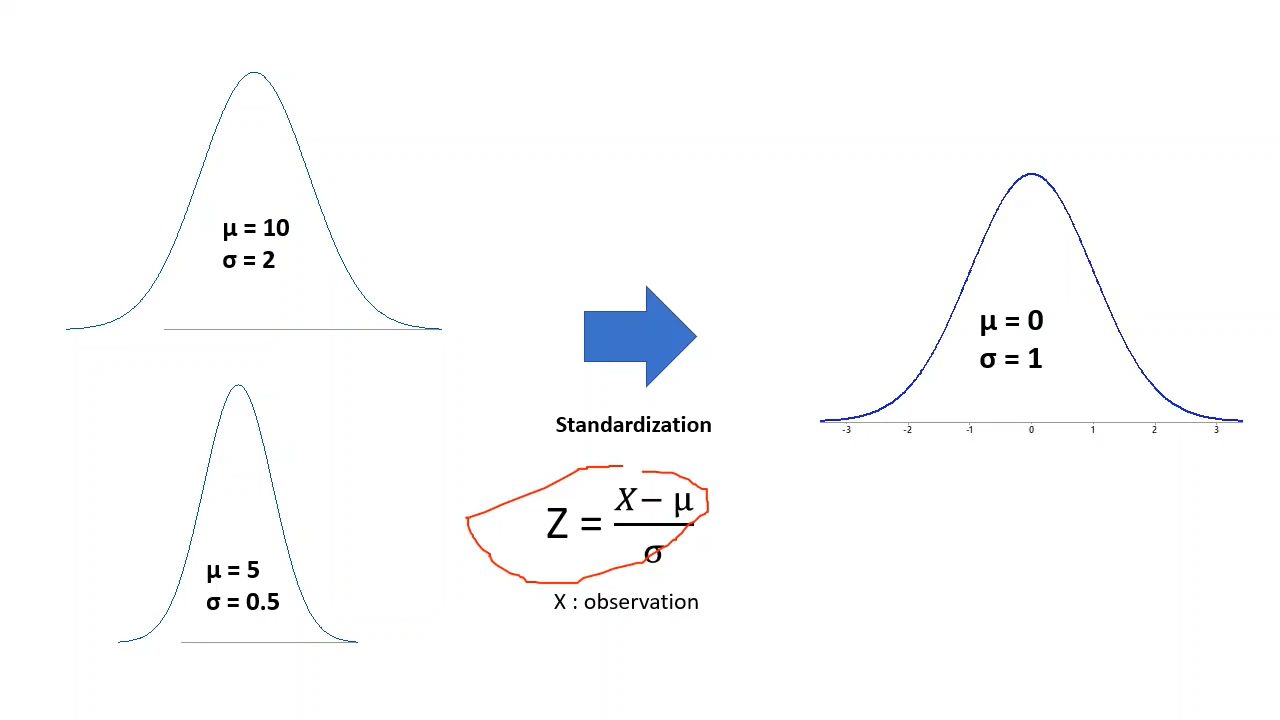 μ = 10
σ = 2
μ = 5
σ = 0.5
Standardization
Z = X − μ
σ
X : observation
μ = 0
σ = 1
-3 -2 -1 0 1 2 3